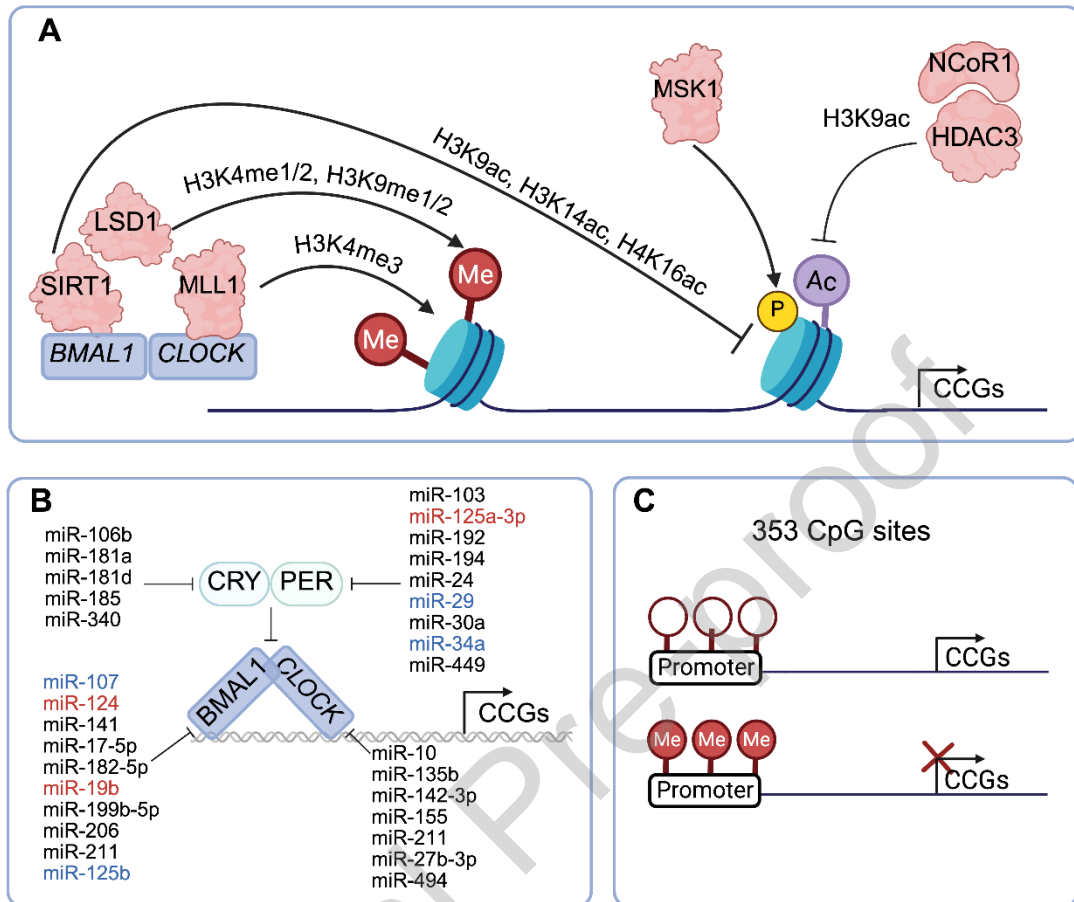 A
MSK1
NCoR1
H3K9ac
HDAC3
H3K9ac, H3K14ac, H4K16ac
H3K4me1/2, H3K9me1/2
LSD1
H3K4me3
SIRT1
MLL1
Me
Ac
P
Me
BMAL1
CLOCK
CCGs
B
miR-106b
miR-181a
miR-181d
miR-185
miR-340
CRY
PER
miR-103
miR-125a-3p
miR-192
miR-194
miR-24
miR-29
miR-30a
miR-34a
miR-449
miR-107
miR-124
miR-141
miR-17-5p
miR-182-5p
miR-19b
miR-199b-5p
miR-206
miR-211
miR-125b
BMAL1
CLOCK
CCGs
miR-10
miR-135b
miR-142-3p
miR-155
miR-211
miR-27b-3p
miR-494
C
353 CpG sites
Promoter
CCGs
Me Me Me
Promoter
CCGs
l Pre-proof